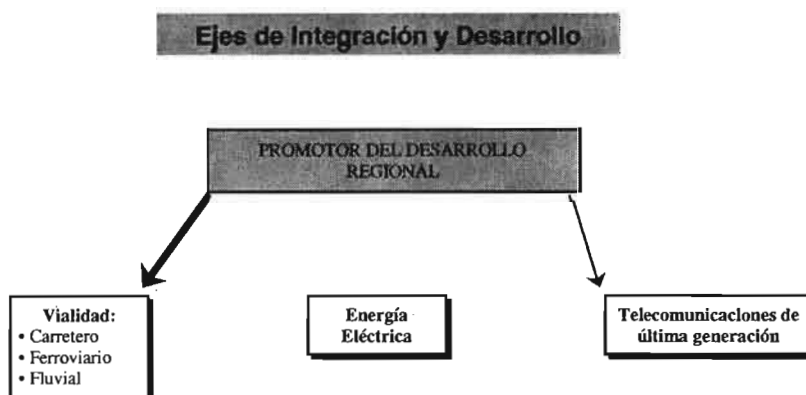 Ejes de Integración y Desarrollo
PROMOTOR DEL DESARROLLO
REGIONAL
Vialidad:
• Carretero
• Ferroviario
• Fluvial
Energía
Eléctrica
Telecomunicaciones de
última generación